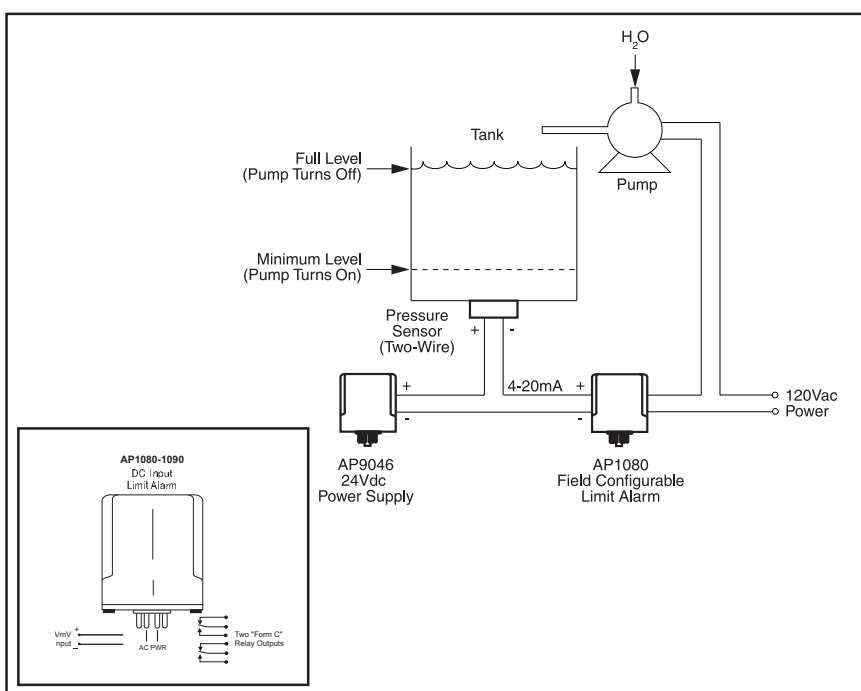 H2O
Tank
Full Level
(Pump Turns Off)
Pump
Minimum Level
(Pump Turns On)
Pressure
Sensor
(Two-Wire)
+ -
+ 4-20mA +
- -
120Vac
Power
AP9046
24Vdc
Power Supply
AP1080
Field Configurable
Limit Alarm
AP1080-1090
DC Input
Limit Alarm
V/mV +
nput -
AC PWR
Two "Form C"
Relay Outputs